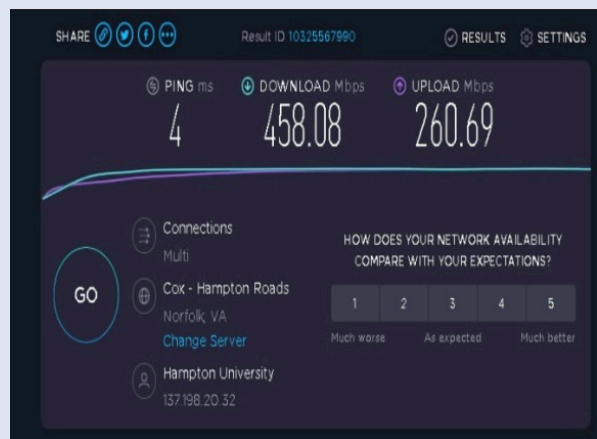 SHARE
Result ID 10325567990
RESULTS SETTINGS
PING ms DOWNLOAD Mbps UPLOAD Mbps
4 458.08 260.69
Connections
Multi
HOW DOES YOUR NETWORK AVAILABILITY
COMPARE WITH YOUR EXPECTATIONS?
GO
Cox - Hampton Roads
Norfolk, VA
Change Server
1 2 3 4 5
Much worse As expected Much better
Hampton University
137.198.20.32